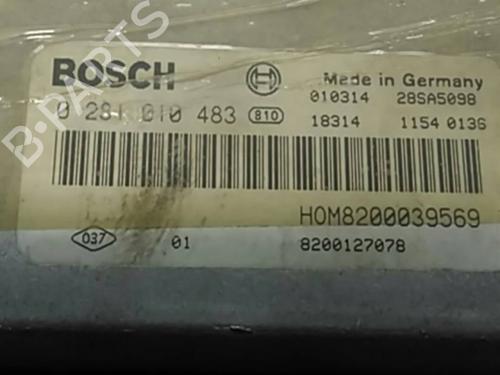 B-PARTS
BOSCH Made in Germany
010314 28SA5098
0 281 010 483 810
18314 1154 0136
HOM8200039569
037 01 8200127078